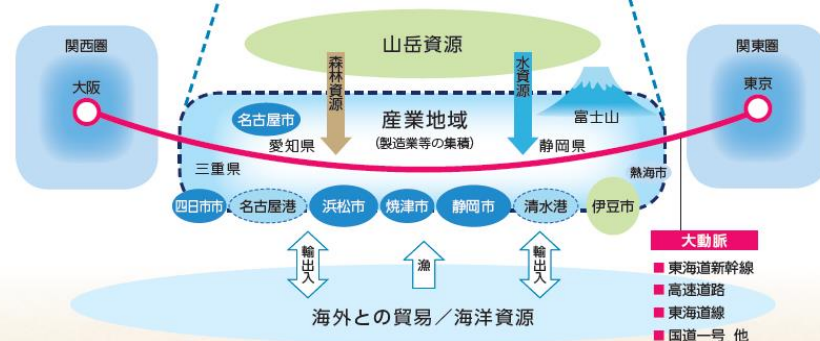 山岳資源
関西圏
大阪
関東圏
東京
森林資源
水資源
富士山
名古屋市
産業地域
(製造業等の集積)
愛知県
静岡県
三重県
熱海市
四日市市
名古屋港
浜松市
焼津市
静岡市
清水港
伊豆市
輸出入
漁
輸出入
海外との貿易／海洋資源
大動脈
■ 東海道新幹線
■ 高速道路
■ 東海道線
■ 国道一号 他